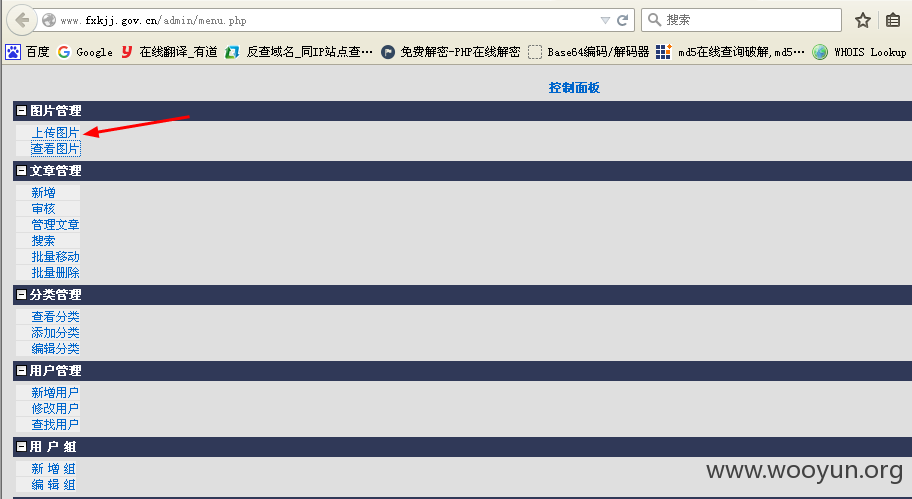 www.fxkjj.gov.cn/admin/menu.php
搜索
百度 Google 在线翻译_有道 反查域名_同IP站点查… 免费解密-PHP在线解密 Base64编码/解码器 md5在线查询破解,md5… WHOIS Lookup
控制面板
图片管理
上传图片
查看图片
文章管理
新增
审核
管理文章
搜索
批量移动
批量删除
分类管理
查看分类
添加分类
编辑分类
用户管理
新增用户
修改用户
查找用户
用 户 组
新 增 组
编 辑 组
www.wooyun.org